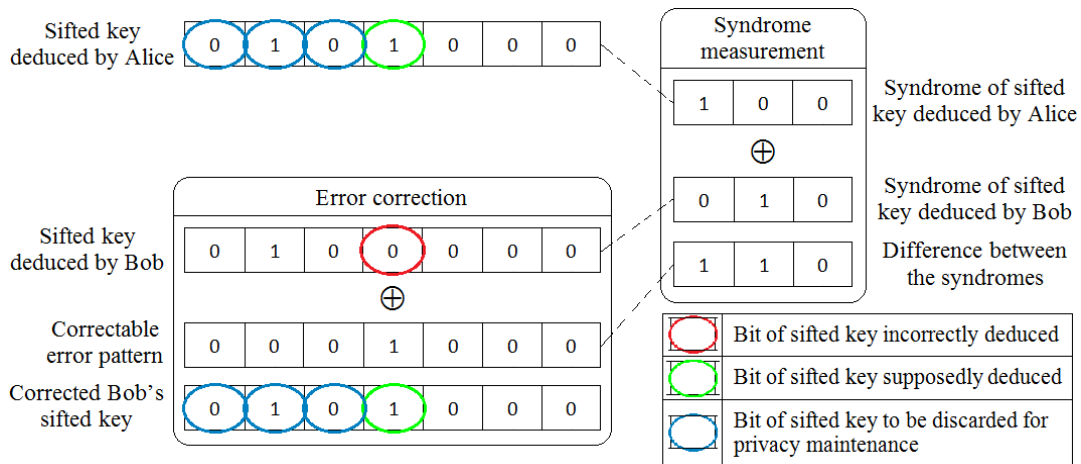 Sifted key
deduced by Alice
0 1 0 1 0 0 0
Syndrome
measurement
1 0 0
Syndrome of sifted
key deduced by Alice
⊕
0 1 0
Syndrome of sifted
key deduced by Bob
1 1 0
Difference between
the syndromes
Error correction
Sifted key
deduced by Bob
0 1 0 0 0 0 0
⊕
Correctable
error pattern
0 0 0 1 0 0 0
Corrected Bob’s
sifted key
0 1 0 1 0 0 0
Bit of sifted key incorrectly deduced
Bit of sifted key supposedly deduced
Bit of sifted key to be discarded for
privacy maintenance